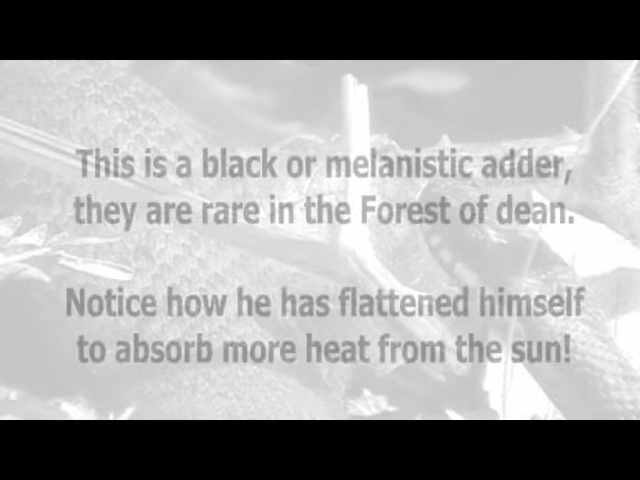 This is a black or melanistic adder,
they are rare in the Forest of dean.
Notice how he has flattened himself
to absorb more heat from the sun!